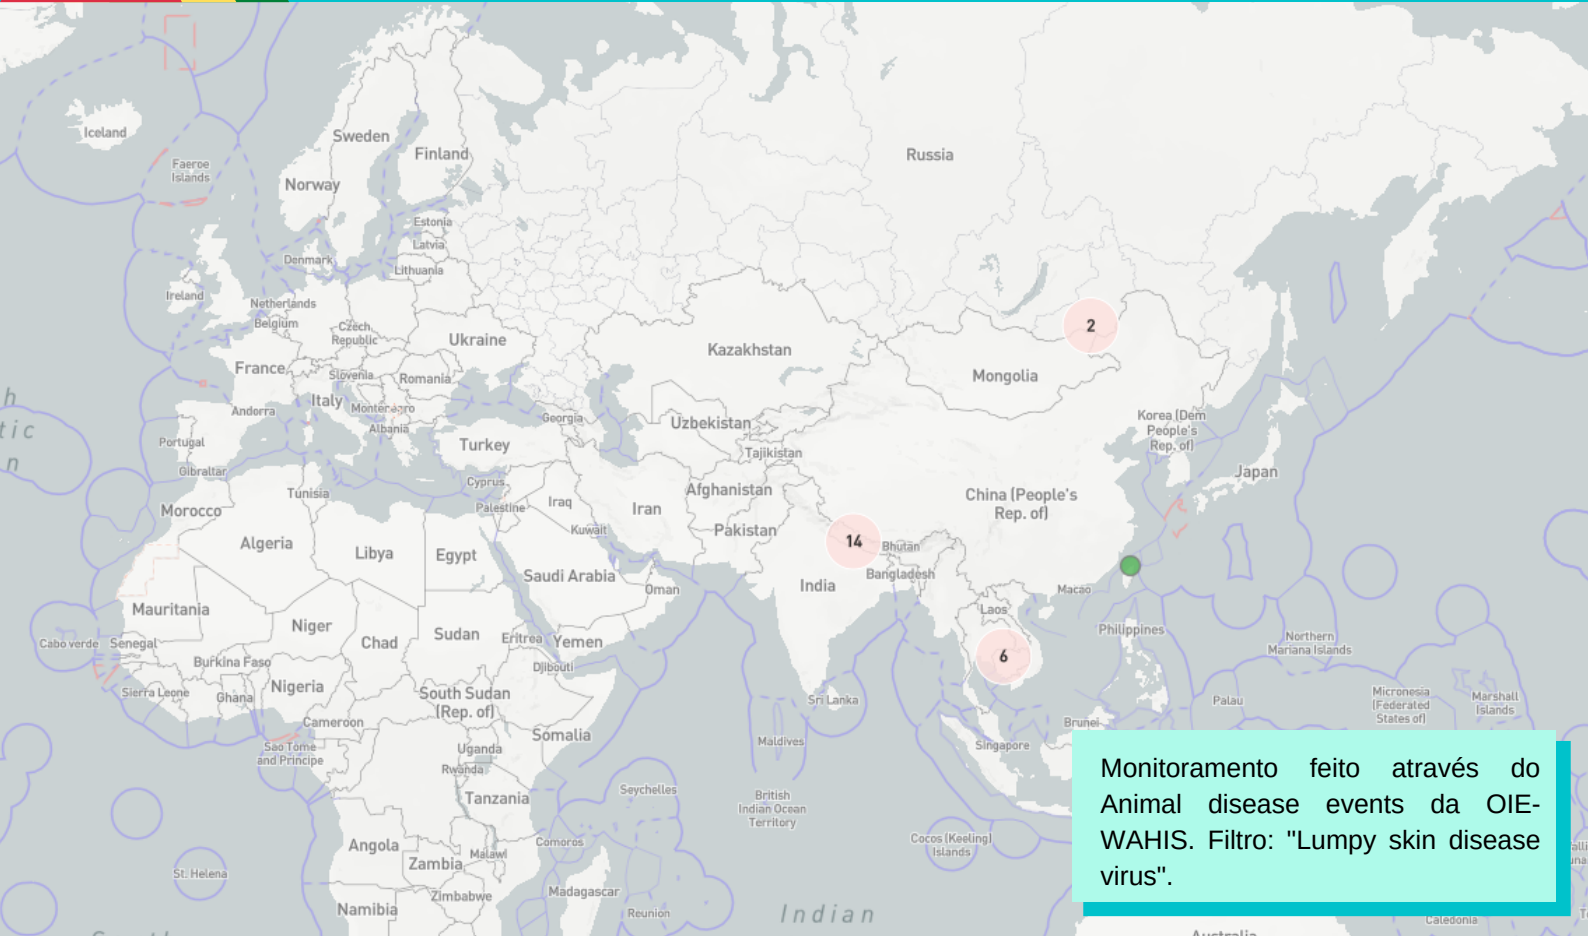 Iceland
Sweden
Finland
Russia
Faeroe
Islands
Norway
Estonia
Latvia
Denmark
Lithuania
Ireland
Netherlands
Belgium
Czech
Republic
Ukraine
2
Kazakhstan
France
Slovenia
Romania
Mongolia
h
tic
n
Italy
Montenegro
Andorra
Albania
Georgia
Uzbekistan
Korea (Dem
People's
Rep. of)
Portugal
Turkey
Tajikistan
Gibraltar
Japan
Cyprus
Tunisia
Afghanistan
China (People's
Rep. of)
Morocco
Palestine
Iraq
Iran
Kuwait
Pakistan
14
Bhutan
Algeria
Libya
Egypt
Saudi Arabia
Oman
India
Bangladesh
Macao
Mauritania
Laos
Niger
Chad
Sudan
Eritrea
Yemen
Philippines
Northern
Mariana Islands
Cabo verde
Senegal
Burkina Faso
Djibouti
6
Sierra Leone
Ghana
Nigeria
South Sudan
(Rep. of)
Sri Lanka
Palau
Micronesia
(Federated
States of)
Marshall
Islands
Cameroon
Somalia
Brunei
Sao Tome
and Principe
Uganda
Maldives
Singapore
Rwanda
Tanzania
Seychelles
British
Indian Ocean
Territory
Angola
Malawi
Comoros
Cocos (Keeling)
Islands
Zambia
St. Helena
Zimbabwe
Madagascar
Namibia
Reunion
Indian
Monitoramento feito através do
Animal disease events da OIE-
WAHIS. Filtro: "Lumpy skin disease
virus".
Caledonia
Australia